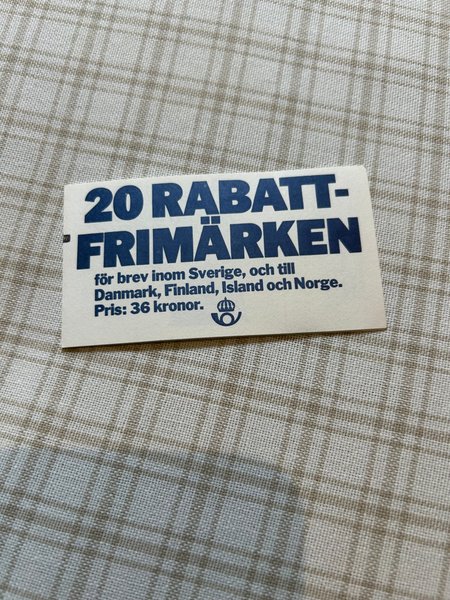 20 RABATT-
FRIMÄRKEN
för brev inom Sverige, och till
Danmark, Finland, Island och Norge.
Pris: 36 kronor.